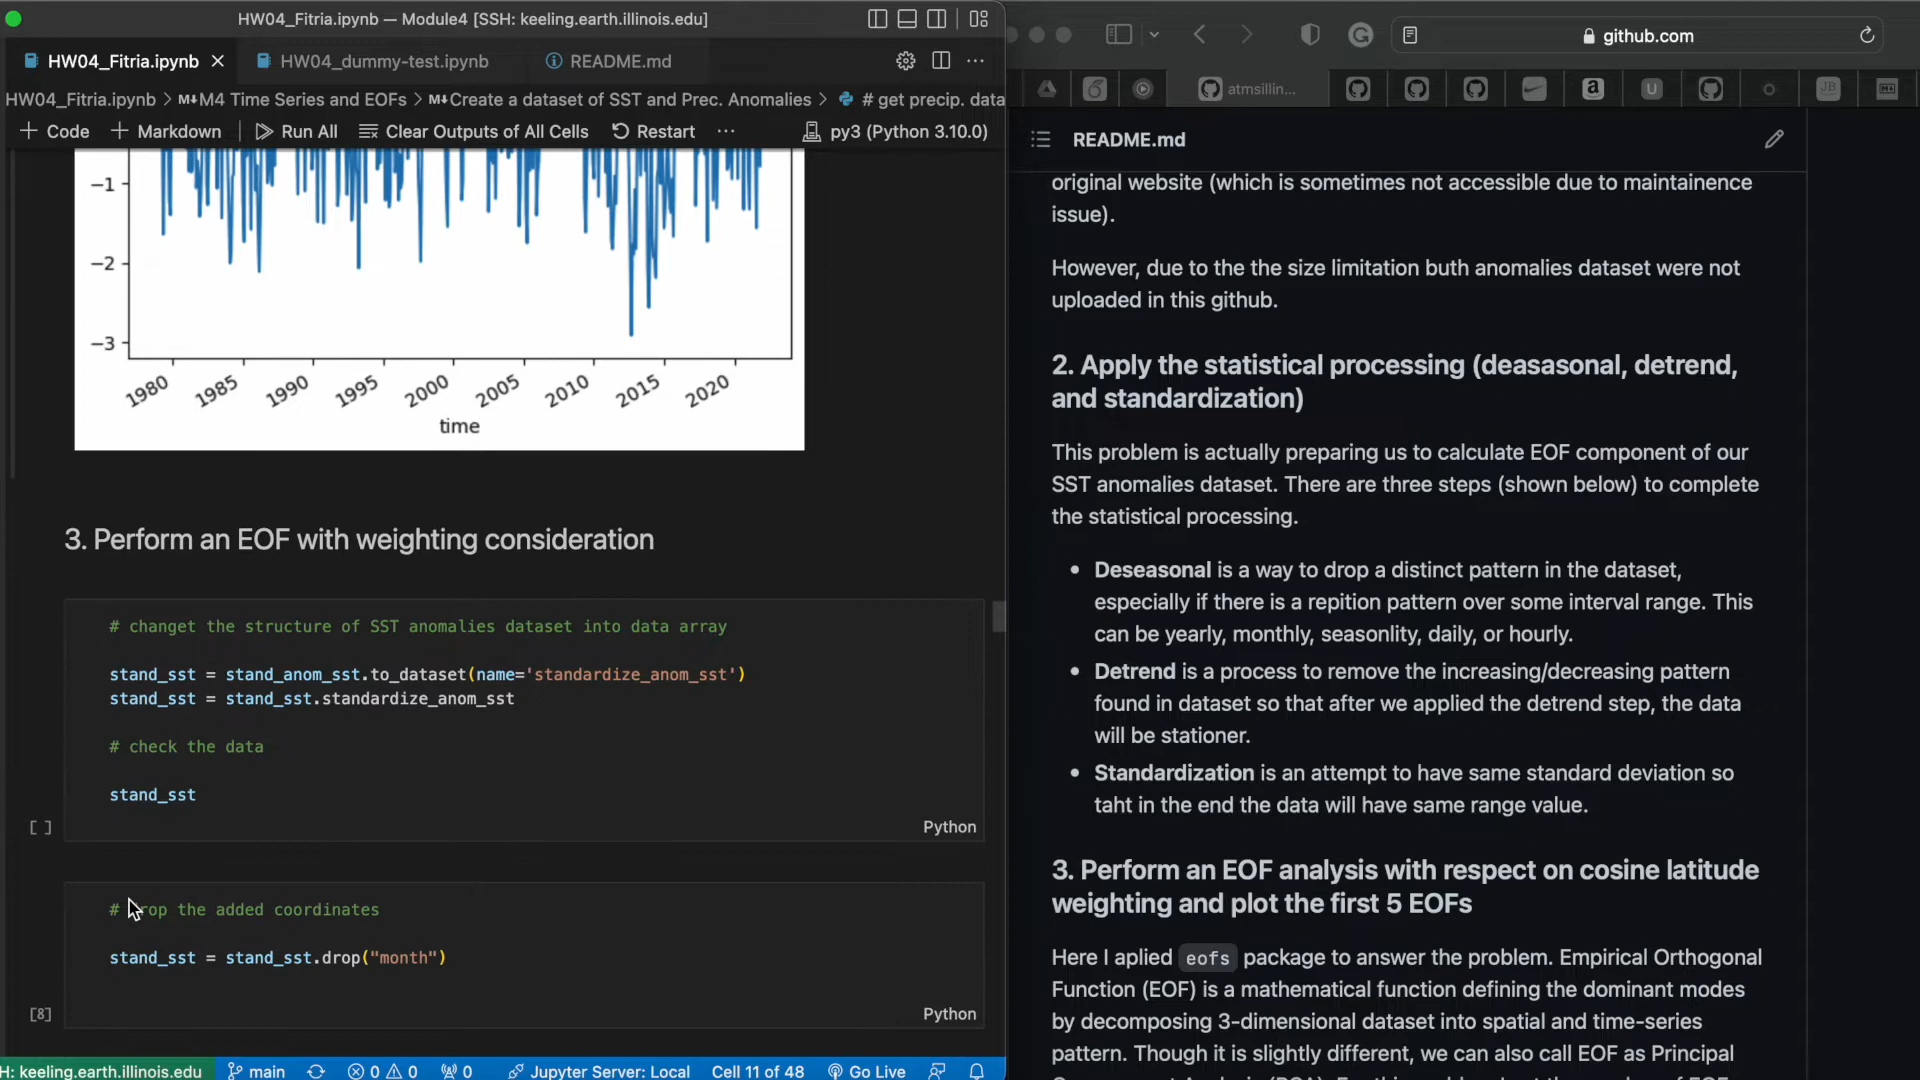 HW04_Fitria.ipynb — Module4 [SSH: keeling.earth.illinois.edu]
HW04_Fitria.ipynb
HW04_dummy-test.ipynb
README.md
HW04_Fitria.ipynb > M↓M4 Time Series and EOFs > M↓Create a dataset of SST and Prec. Anomalies > # get precip. data
+ Code + Markdown | Run All Clear Outputs of All Cells Restart ··· py3 (Python 3.10.0)
−1
−2
−3
1980 1985 1990 1995 2000 2005 2010 2015 2020
time
3. Perform an EOF with weighting consideration
# changet the structure of SST anomalies dataset into data array
stand_sst = stand_anom_sst.to_dataset(name='standardize_anom_sst')
stand_sst = stand_sst.standardize_anom_sst
# check the data
stand_sst
[ ]
Python
# drop the added coordinates
stand_sst = stand_sst.drop("month")
[8]
Python
H: keeling.earth.illinois.edu main 0 0 0 Jupyter Server: Local Cell 11 of 48 Go Live
github.com
atmsillin...
U
JB
README.md
original website (which is sometimes not accessible due to maintainence
issue).
However, due to the the size limitation buth anomalies dataset were not
uploaded in this github.
2. Apply the statistical processing (deasasonal, detrend,
and standardization)
This problem is actually preparing us to calculate EOF component of our
SST anomalies dataset. There are three steps (shown below) to complete
the statistical processing.
• Deseasonal is a way to drop a distinct pattern in the dataset,
especially if there is a repition pattern over some interval range. This
can be yearly, monthly, seasonlity, daily, or hourly.
• Detrend is a process to remove the increasing/decreasing pattern
found in dataset so that after we applied the detrend step, the data
will be stationer.
• Standardization is an attempt to have same standard deviation so
taht in the end the data will have same range value.
3. Perform an EOF analysis with respect on cosine latitude
weighting and plot the first 5 EOFs
Here I aplied eofs package to answer the problem. Empirical Orthogonal
Function (EOF) is a mathematical function defining the dominant modes
by decomposing 3-dimensional dataset into spatial and time-series
pattern. Though it is slightly different, we can also call EOF as Principal